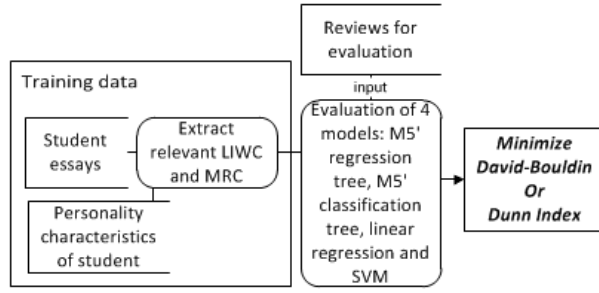 Reviews for
evaluation
input
Training data
Student
essays
Extract
relevant LIWC
and MRC
Personality
characteristics
of student
Evaluation of 4
models: M5'
regression
tree, M5'
classification
tree, linear
regression and
SVM
Minimize
David-Bouldin
Or
Dunn Index